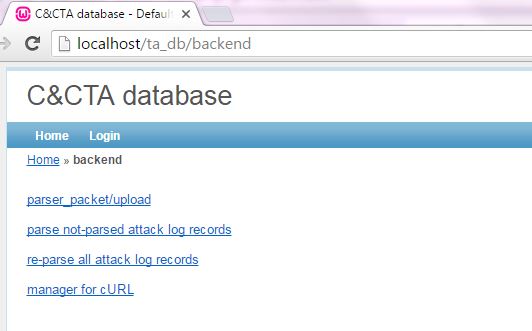 C&CTA database - Default
localhost/ta_db/backend
C&CTA database
Home Login
Home » backend
parser_packet/upload
parse not-parsed attack log records
re-parse all attack log records
manager for cURL